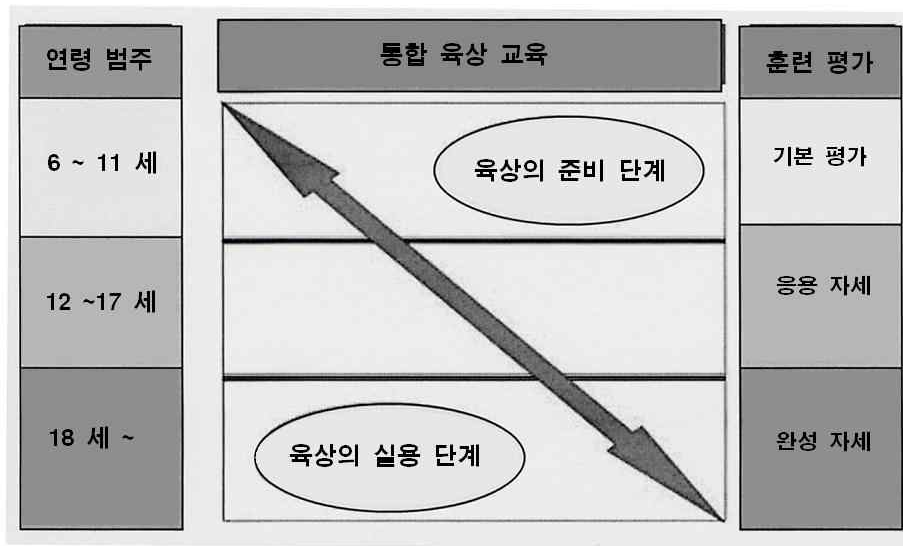 연령 범주
통합 육상 교육
훈련 평가
6 ~ 11 세
육상의 준비 단계
기본 평가
12 ~17 세
응용 자세
18 세 ~
육상의 실용 단계
완성 자세